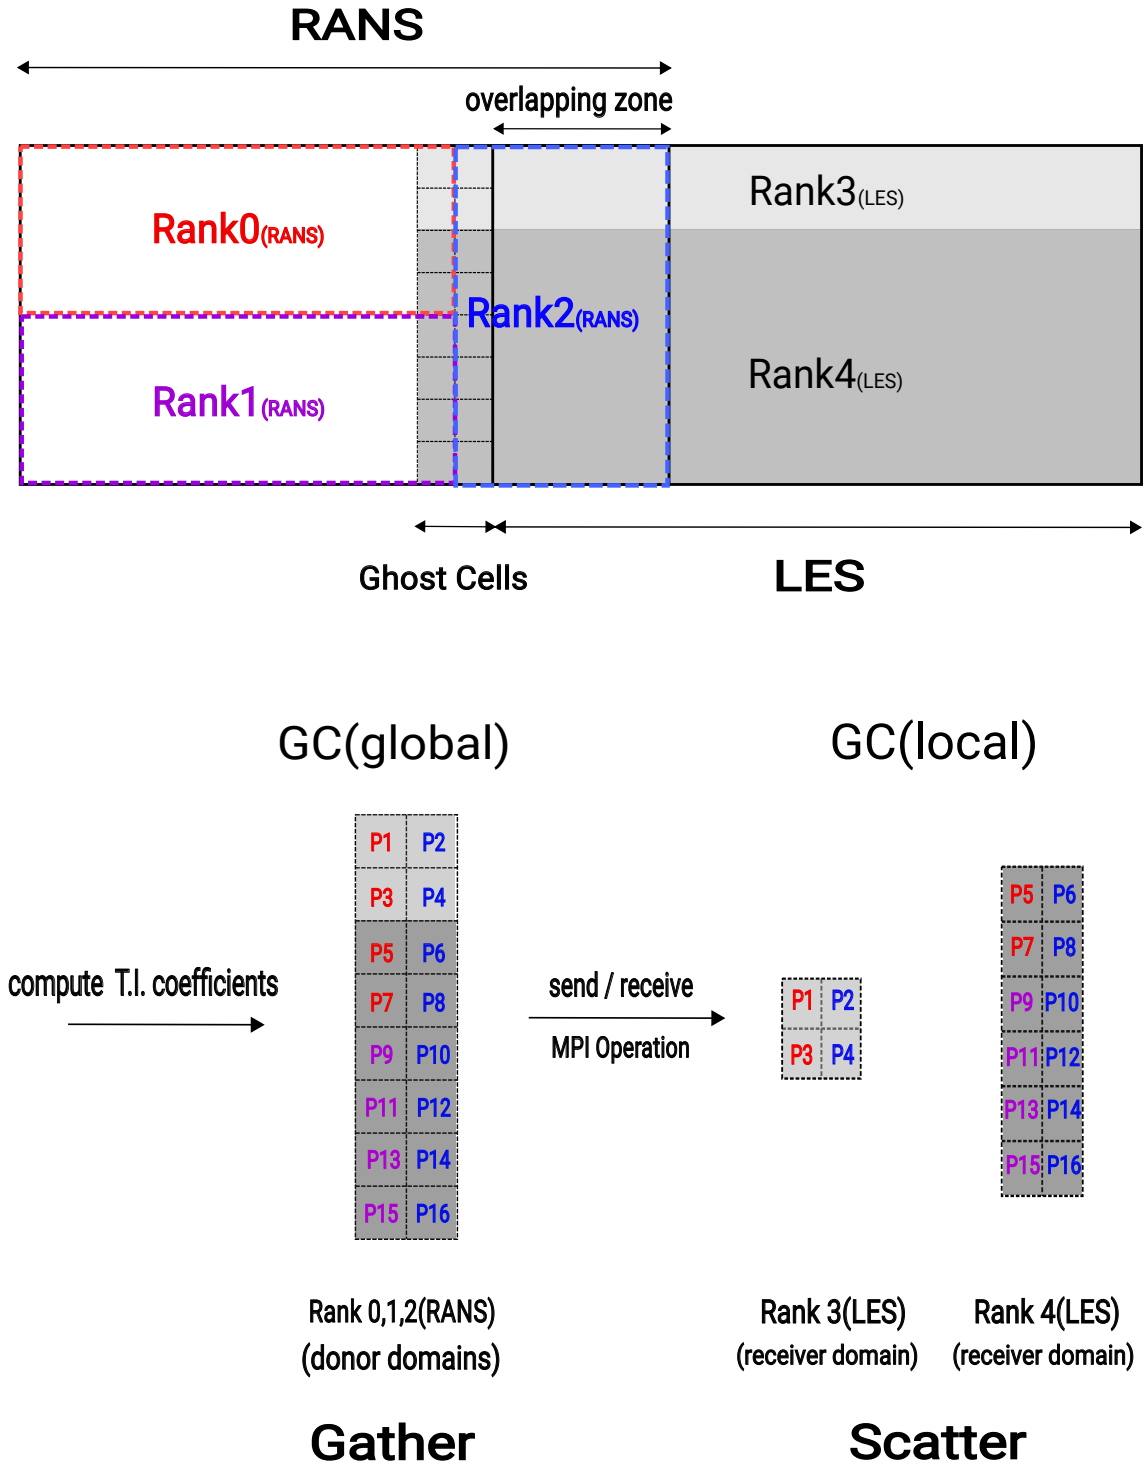 RANS
overlapping zone
Rank0(RANS)
Rank3(LES)
Rank2(RANS)
Rank1(RANS)
Rank4(LES)
Ghost Cells
LES
GC(global)
GC(local)
P1 P2
P3 P4
P5 P6
P7 P8
P9 P10
P11 P12
P13 P14
P15 P16
compute T.I. coefficients
send / receive
MPI Operation
P1 P2
P3 P4
P5 P6
P7 P8
P9 P10
P11 P12
P13 P14
P15 P16
Rank 0,1,2(RANS)
(donor domains)
Rank 3(LES)
(receiver domain)
Rank 4(LES)
(receiver domain)
Gather
Scatter